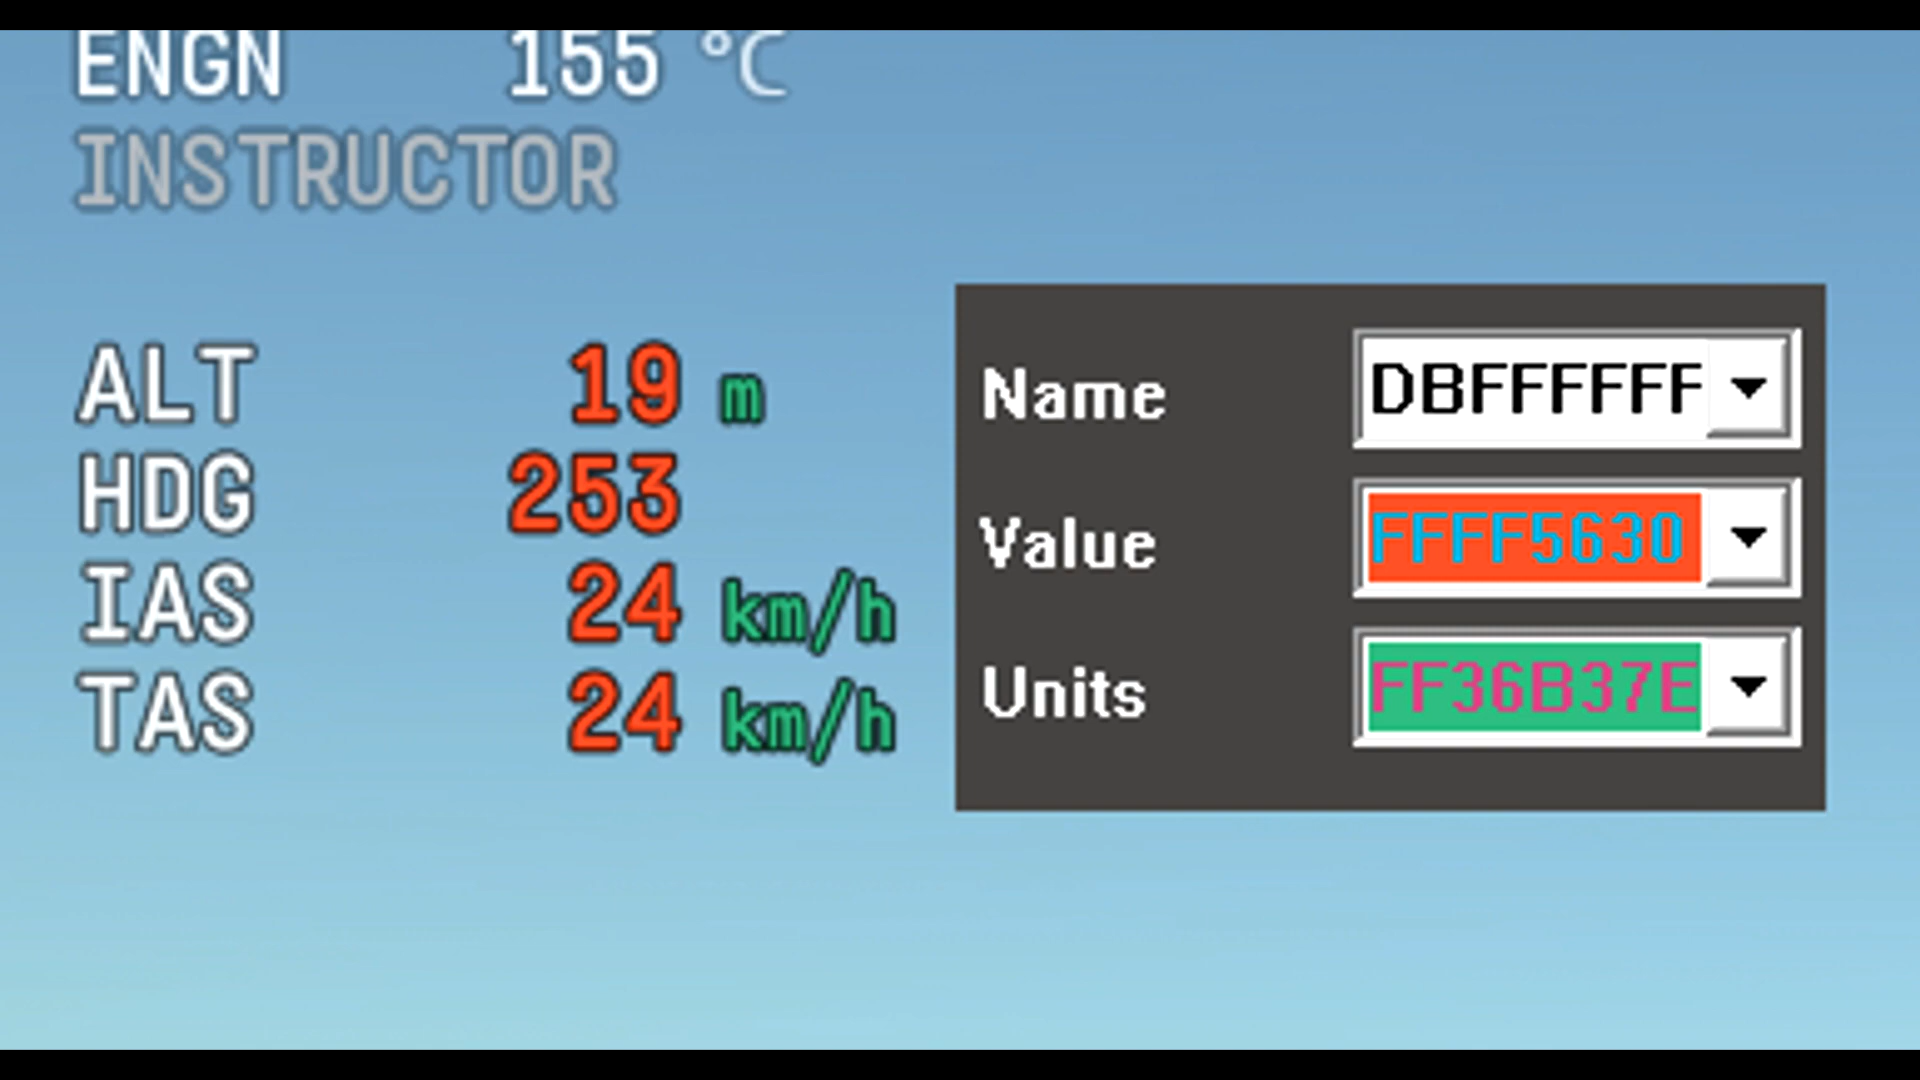 ENGN 155 °C
INSTRUCTOR
ALT 19 m
HDG 253
IAS 24 km/h
TAS 24 km/h
Name DBFFFFFF
Value FFFF5630
Units FF36B37E